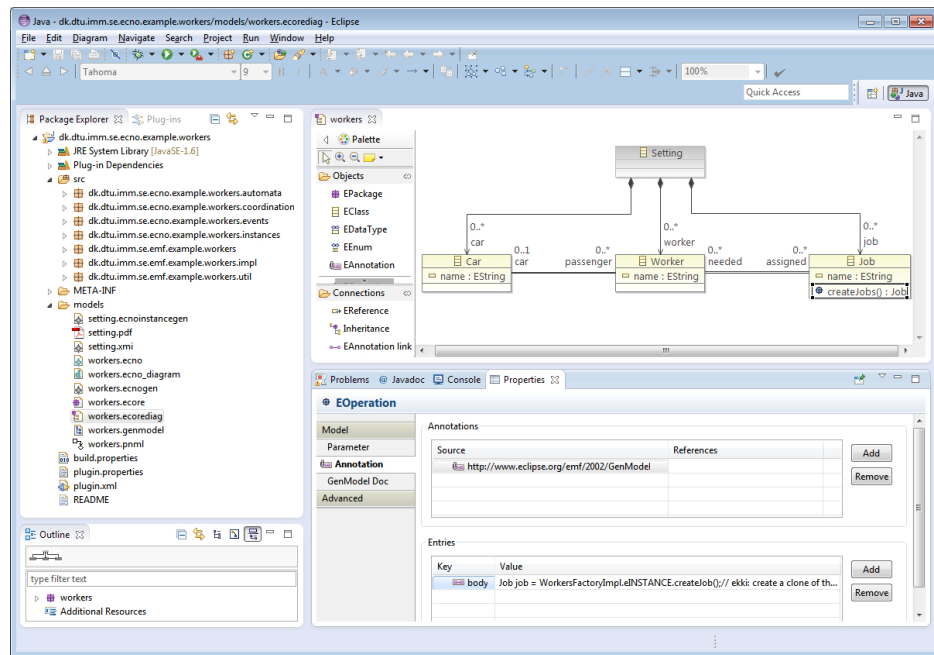 Java - dk.dtu.imm.se.ecno.example.workers/models/workers.ecorediag - Eclipse
File Edit Diagram Navigate Search Project Run Window Help
Tahoma 9 B I A 100%
Quick Access Java
Package Explorer Plug-ins
dk.dtu.imm.se.ecno.example.workers
JRE System Library [JavaSE-1.6]
Plug-in Dependencies
src
dk.dtu.imm.se.ecno.example.workers.automata
dk.dtu.imm.se.ecno.example.workers.coordination
dk.dtu.imm.se.ecno.example.workers.events
dk.dtu.imm.se.ecno.example.workers.instances
dk.dtu.imm.se.emf.example.workers
dk.dtu.imm.se.emf.example.workers.impl
dk.dtu.imm.se.emf.example.workers.util
META-INF
models
setting.ecnoinstancegen
setting.pdf
setting.xmi
workers.ecno
workers.ecno_diagram
workers.ecnogen
workers.ecore
workers.ecorediag
workers.genmodel
workers.pnml
build.properties
plugin.properties
plugin.xml
README
Outline
type filter text
workers
Additional Resources
workers
Palette
Objects
EPackage
EClass
EDataType
EEnum
EAnnotation
Connections
EReference
Inheritance
EAnnotation link
Setting
0..* 0..* 0..*
car worker job
0..1 0..* 0..* 0..*
car passenger needed assigned
Car Worker Job
name : EString name : EString name : EString
createJobs() : Job
Problems Javadoc Console Properties
EOperation
Model
Parameter
Annotation
GenModel Doc
Advanced
Annotations
Source References
http://www.eclipse.org/emf/2002/GenModel
Add
Remove
Entries
Key Value
body Job job = WorkersFactoryImpl.eINSTANCE.createJob();// ekki: create a clone of th...
Add
Remove